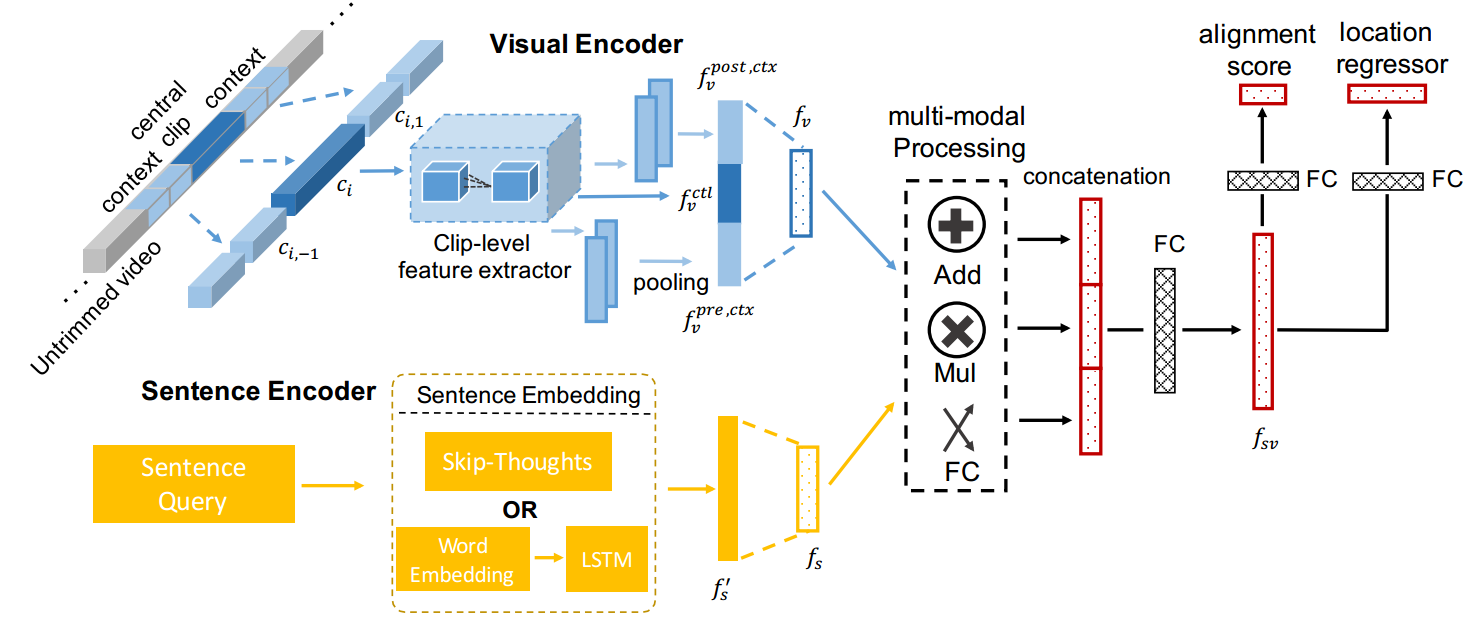 Visual Encoder
context
central
clip
context
Untrimmed video
c_{i,1}
c_i
c_{i,-1}
Clip-level
feature extractor
pooling
f_v^{post,ctx}
f_v^{ctl}
f_v^{pre,ctx}
f_v
Sentence Encoder
Sentence
Query
Sentence Embedding
Skip-Thoughts
OR
Word
Embedding
LSTM
f_s'
f_s
multi-modal
Processing
Add
Mul
FC
concatenation
FC
f_{sv}
FC
FC
alignment
score
location
regressor